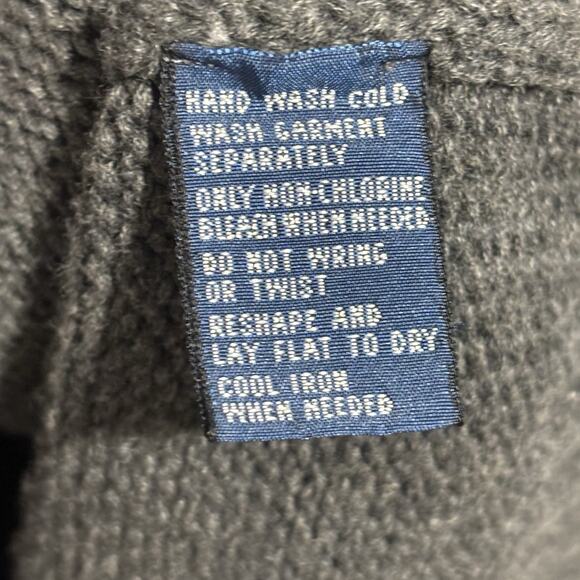 HAND WASH COLD
WASH GARMENT
SEPARATELY
ONLY NON-CHLORINE
BLEACH WHEN NEEDED
DO NOT WRING
OR TWIST
RESHAPE AND
LAY FLAT TO DRY
COOL IRON
WHEN NEEDED